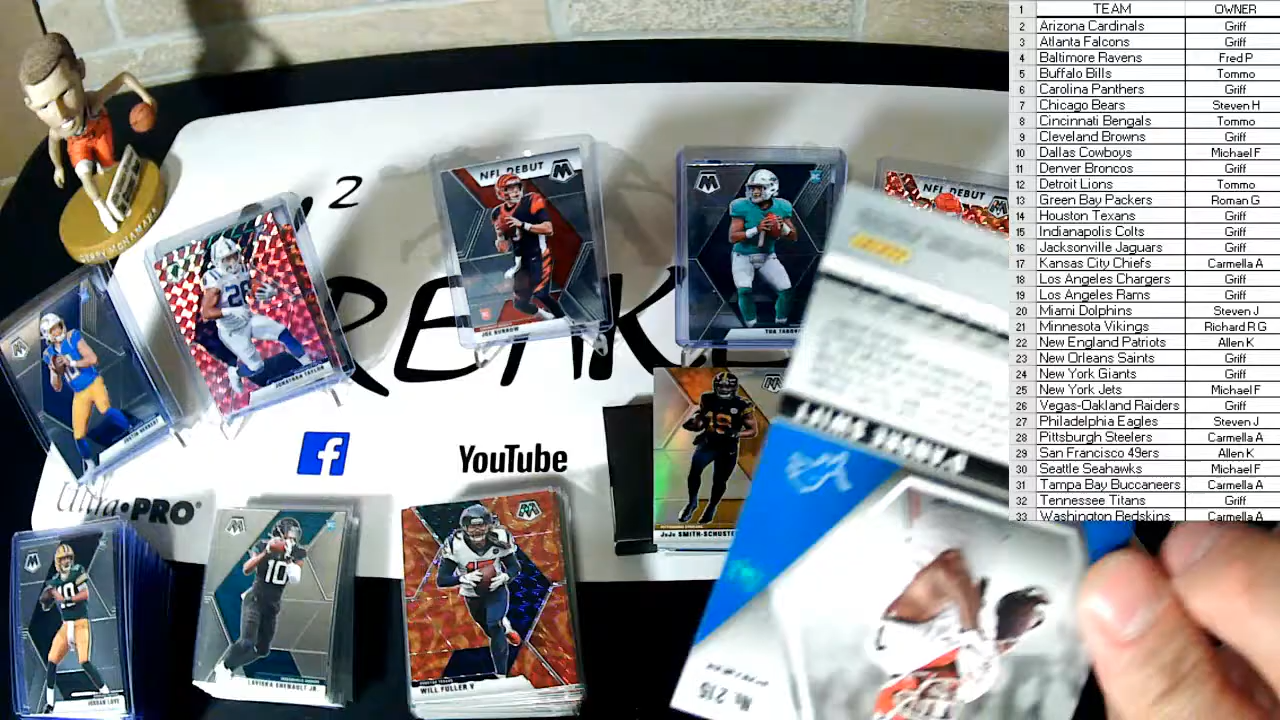 1 TEAM OWNER
2 Arizona Cardinals Griff
3 Atlanta Falcons Griff
4 Baltimore Ravens Fred P
5 Buffalo Bills Tommo
6 Carolina Panthers Griff
7 Chicago Bears Steven H
8 Cincinnati Bengals Tommo
9 Cleveland Browns Griff
10 Dallas Cowboys Michael F
11 Denver Broncos Griff
12 Detroit Lions Tommo
13 Green Bay Packers Roman G
14 Houston Texans Griff
15 Indianapolis Colts Griff
16 Jacksonville Jaguars Griff
17 Kansas City Chiefs Carmella A
18 Los Angeles Chargers Griff
19 Los Angeles Rams Griff
20 Miami Dolphins Steven J
21 Minnesota Vikings Richard R G
22 New England Patriots Allen K
23 New Orleans Saints Griff
24 New York Giants Griff
25 New York Jets Michael F
26 Vegas-Oakland Raiders Griff
27 Philadelphia Eagles Steven J
28 Pittsburgh Steelers Carmella A
29 San Francisco 49ers Allen K
30 Seattle Seahawks Michael F
31 Tampa Bay Buccaneers Carmella A
32 Tennessee Titans Griff
33 Washington Redskins Carmella A
2
REAKE
NFL DEBUT
JOE BURROW
NFL DEBUT
JONATHAN TAYLOR
28
JUSTIN HERBERT
YouTube
Ultra•PRO®
JuJu SMITH-SCHUSTER
JORDAN LOVE
10
LAVISKA SHENAULT JR.
10
WILL FULLER V
No. 215